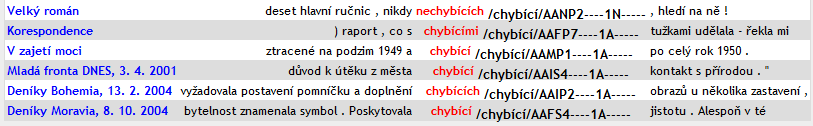 Velký román deset hlavní ručnic , nikdy nechybících /chybící/AANP2----1N----- , hledí na ně !
Korespondence ) raport , co s chybícími /chybící/AAFP7----1A----- tužkami udělala - řekla mi
V zajetí moci ztracené na podzim 1949 a chybící /chybící/AAMP1----1A----- po celý rok 1950 .
Mladá fronta DNES, 3. 4. 2001 důvod k útěku z města chybící /chybící/AAIS4----1A----- kontakt s přírodou . "
Deníky Bohemia, 13. 2. 2004 vyžadovala postavení pomníčku a doplnění chybících /chybící/AAIP2----1A----- obrazů u několika zastavení ,
Deníky Moravia, 8. 10. 2004 bytelnost znamenala symbol . Poskytovala chybící /chybící/AAFS4----1A----- jistotu . Alespoň v té